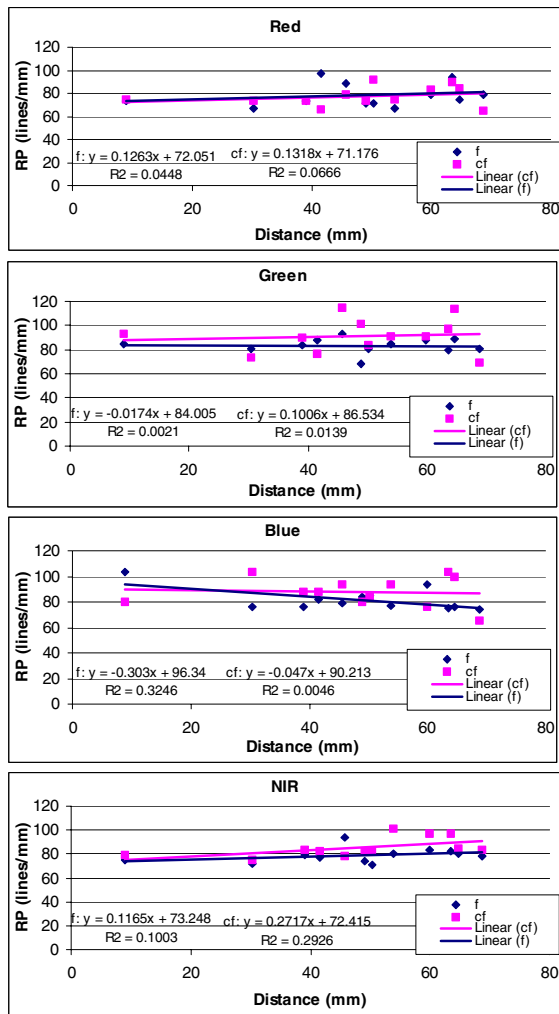 Red
120
100
80
60
40
20
0
RP (lines/mm)
f: y = 0.1263x + 72.051 cf: y = 0.1318x + 71.176
R2 = 0.0448 R2 = 0.0666
f
cf
Linear (cf)
Linear (f)
0 20 40 60 80
Distance (mm)
Green
120
100
80
60
40
20
0
RP (lines/mm)
f: y = -0.0174x + 84.005 cf: y = 0.1006x + 86.534
R2 = 0.0021 R2 = 0.0139
f
cf
Linear (cf)
Linear (f)
0 20 40 60 80
Distance (mm)
Blue
120
100
80
60
40
20
0
RP (lines/mm)
f: y = -0.303x + 96.34 cf: y = -0.047x + 90.213
R2 = 0.3246 R2 = 0.0046
f
cf
Linear (cf)
Linear (f)
0 20 40 60 80
Distance (mm)
NIR
120
100
80
60
40
20
0
RP (lines/mm)
f: y = 0.1165x + 73.248 cf: y = 0.2717x + 72.415
R2 = 0.1003 R2 = 0.2926
f
cf
Linear (cf)
Linear (f)
0 20 40 60 80
Distance (mm)